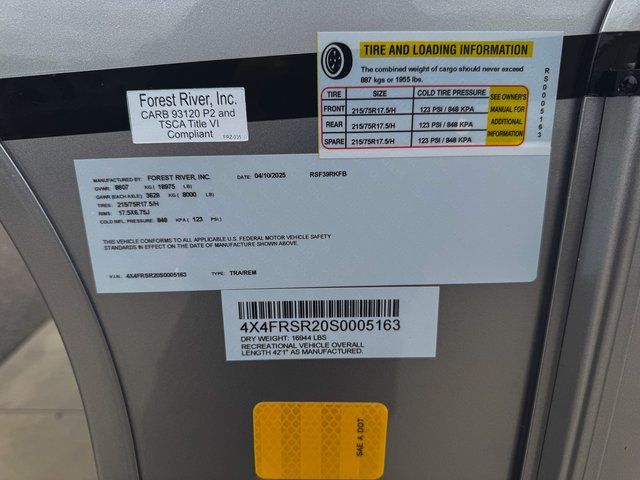 TIRE AND LOADING INFORMATION
The combined weight of cargo should never exceed
887 kgs or 1955 lbs.
TIRE SIZE COLD TIRE PRESSURE
FRONT 215/75R17.5/H 123 PSI / 848 KPA
REAR 215/75R17.5/H 123 PSI / 848 KPA
SPARE 215/75R17.5/H 123 PSI / 848 KPA
SEE OWNER'S
MANUAL FOR
ADDITIONAL
INFORMATION
RS0005163
Forest River, Inc.
CARB 93120 P2 and
TSCA Title VI
Compliant
FRZ-035
MANUFACTURED BY: FOREST RIVER, INC. DATE: 04/10/2025 RSF39RKFB
GVWR: 8607 KG ( 18975 LB)
GAWR (EACH AXLE): 3629 KG ( 8000 LB)
TIRES: 215/75R17.5/H
RIMS: 17.5X6.75J
COLD INFL. PRESSURE: 848 KPA ( 123 PSI)
THIS VEHICLE CONFORMS TO ALL APPLICABLE U.S. FEDERAL MOTOR VEHICLE SAFETY
STANDARDS IN EFFECT ON THE DATE OF MANUFACTURE SHOWN ABOVE.
V.I.N.: 4X4FRSR20S0005163 TYPE: TRA/REM
4X4FRSR20S0005163
DRY WEIGHT: 16944 LBS
RECREATIONAL VEHICLE OVERALL
LENGTH 42'1" AS MANUFACTURED.
SAE A DOT